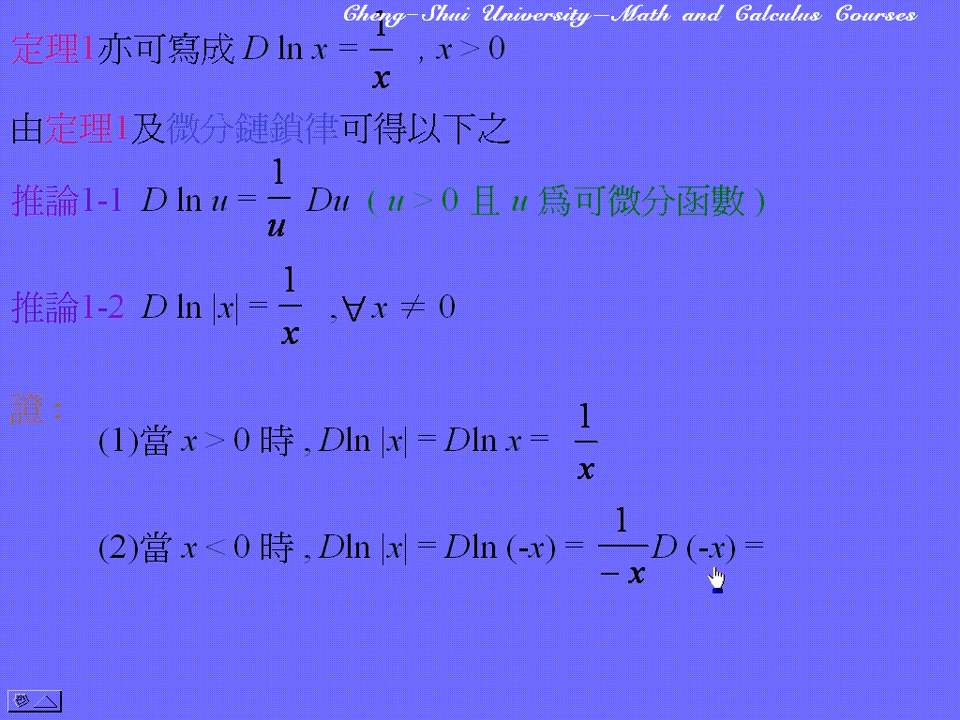 Cheng-Shui University-Math and Calculus Courses
定理1亦可寫成 D ln x = 1/x , x > 0
由定理1及微分鏈鎖律可得以下之
推論1-1 D ln u = 1/u Du ( u > 0 且 u 為可微分函數 )
推論1-2 D ln |x| = 1/x , ∀ x ≠ 0
證 :
(1)當 x > 0 時 , Dln |x| = Dln x = 1/x
(2)當 x < 0 時 , Dln |x| = Dln (-x) = 1/-x D (-x) =